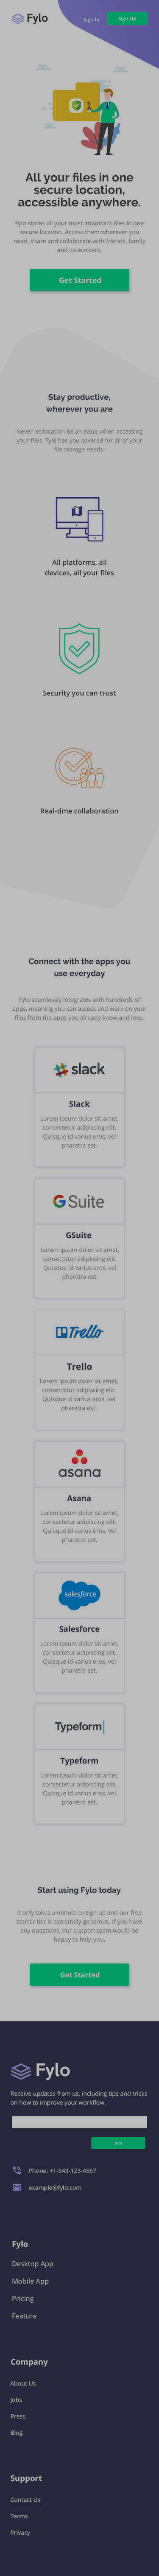 Fylo
Sign In
Sign Up
All your files in one
secure location,
accessible anywhere.
Fylo stores all your most important files in one
secure location. Access them wherever you
need, share and collaborate with friends, family
and co-workers.
Get Started
Stay productive,
wherever you are
Never let location be an issue when accessing
your files. Fylo has you covered for all of your
file storage needs.
All platforms, all
devices, all your files
Security you can trust
Real-time collaboration
Connect with the apps you
use everyday
Fylo seamlessly integrates with hundreds of
apps, meaning you can access and work on your
files from the apps you already know and love.
slack
Slack
Lorem ipsum dolor sit amet,
consectetur adipiscing elit.
Quisque id varius eros, vel
pharetra est.
G Suite
GSuite
Lorem ipsum dolor sit amet,
consectetur adipiscing elit.
Quisque id varius eros, vel
pharetra est.
Trello
Trello
Lorem ipsum dolor sit amet,
consectetur adipiscing elit.
Quisque id varius eros, vel
pharetra est.
asana
Asana
Lorem ipsum dolor sit amet,
consectetur adipiscing elit.
Quisque id varius eros, vel
pharetra est.
salesforce
Salesforce
Lorem ipsum dolor sit amet,
consectetur adipiscing elit.
Quisque id varius eros, vel
pharetra est.
Typeform
Typeform
Lorem ipsum dolor sit amet,
consectetur adipiscing elit.
Quisque id varius eros, vel
pharetra est.
Start using Fylo today
It only takes a minute to sign up and our free
starter tier is extremely generous. If you have
any questions, our support team would be
happy to help you.
Get Started
Fylo
Receive updates from us, including tips and tricks
on how to improve your workflow.
Phone: +1-543-123-4567
example@fylo.com
Fylo
Desktop App
Mobile App
Pricing
Feature
Company
About Us
Jobs
Press
Blog
Support
Contact Us
Terms
Privacy